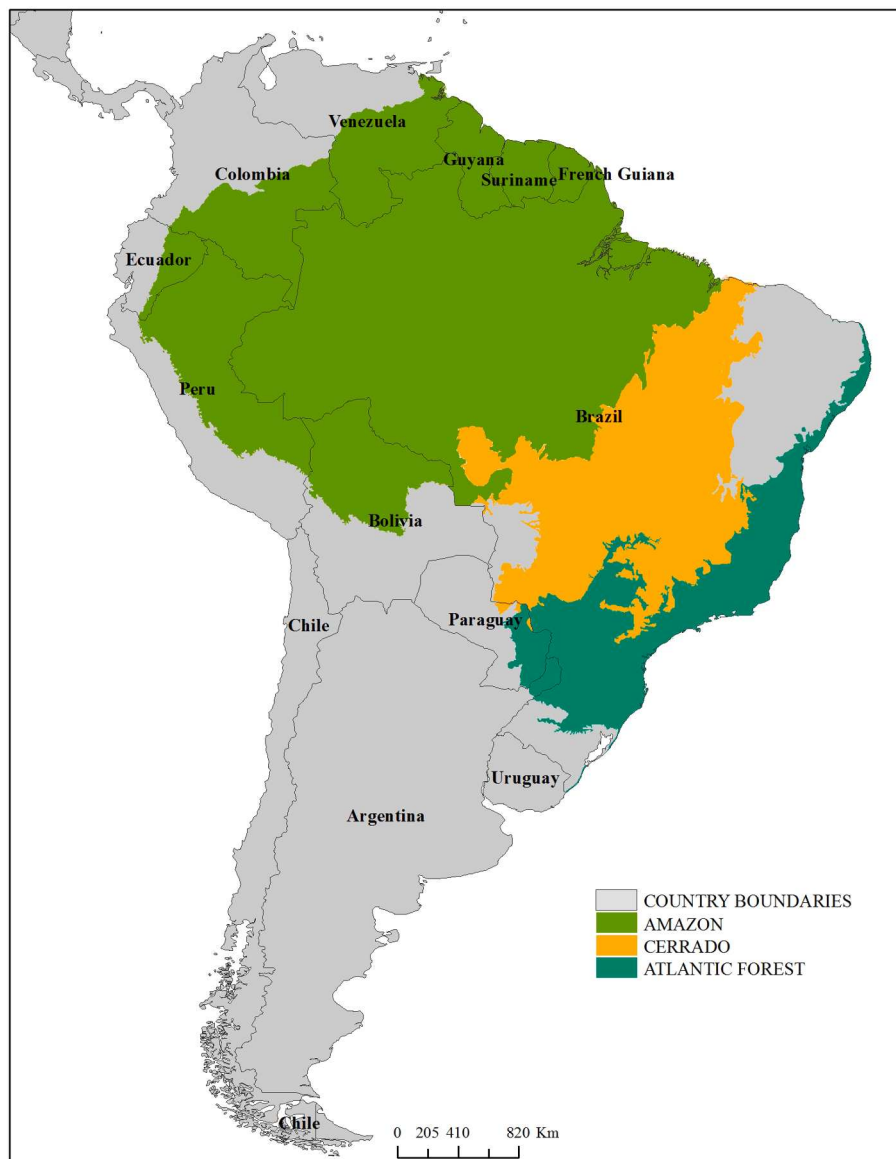 Venezuela
Guyana
Suriname
French Guiana
Colombia
Ecuador
Peru
Brazil
Bolivia
Paraguay
Chile
Uruguay
Argentina
COUNTRY BOUNDARIES
AMAZON
CERRADO
ATLANTIC FOREST
Chile
0 205 410 820 Km